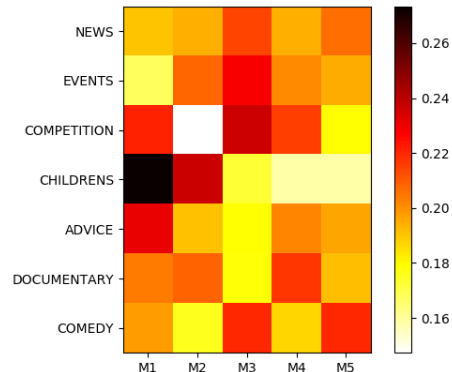 NEWS
EVENTS
COMPETITION
CHILDRENS
ADVICE
DOCUMENTARY
COMEDY
M1 M2 M3 M4 M5
0.26
0.24
0.22
0.20
0.18
0.16